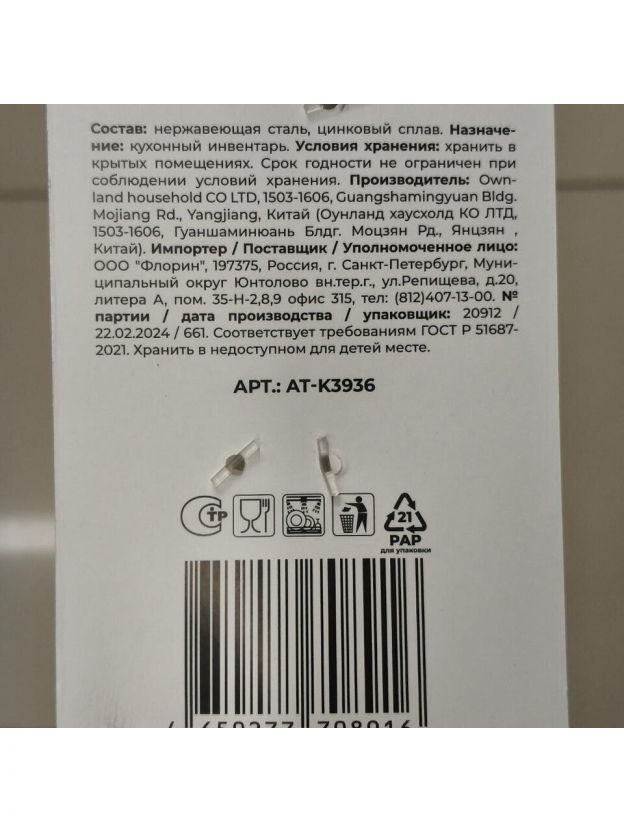 Состав: нержавеющая сталь, цинковый сплав. Назначе-
ние: кухонный инвентарь. Условия хранения: хранить в
крытых помещениях. Срок годности не ограничен при
соблюдении условий хранения. Производитель: Own-
land household CO LTD, 1503-1606, Guangshamingyuan Bldg.
Mojiang Rd., Yangjiang, Китай (Оунланд хаусхолд КО ЛТД,
1503-1606, Гуаншаминюань Блдг. Моцзян Рд., Янцзян ,
Китай). Импортер / Поставщик / Уполномоченное лицо:
ООО "Флорин", 197375, Россия, г. Санкт-Петербург, Муни-
ципальный округ Юнтолово вн.тер.г., ул.Репищева, д.20,
литера А, пом. 35-Н-2,8,9 офис 315, тел: (812)407-13-00. №
партии / дата производства / упаковщик: 20912 /
22.02.2024 / 661. Соответствует требованиям ГОСТ Р 51687-
2021. Хранить в недоступном для детей месте.
АРТ.: AT-K3936
СТР
21
PAP
для упаковки
4 650277 708016